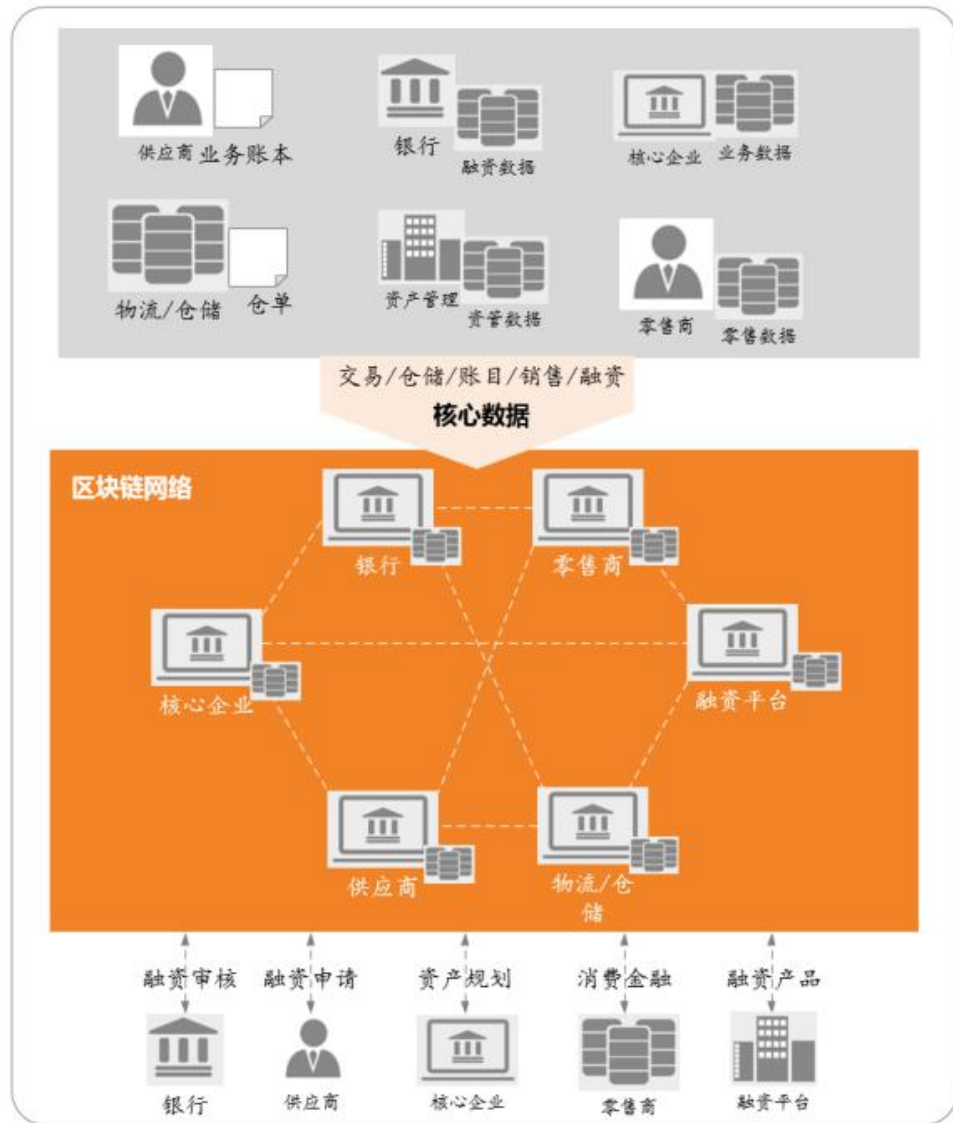 供应商 业务账本
银行
融资数据
核心企业
业务数据
物流/仓储
仓单
资产管理
资管数据
零售商
零售数据
交易/仓储/账目/销售/融资
核心数据
区块链网络
银行
零售商
核心企业
融资平台
供应商
物流/仓
储
融资审核
融资申请
资产规划
消费金融
融资产品
银行
供应商
核心企业
零售商
融资平台